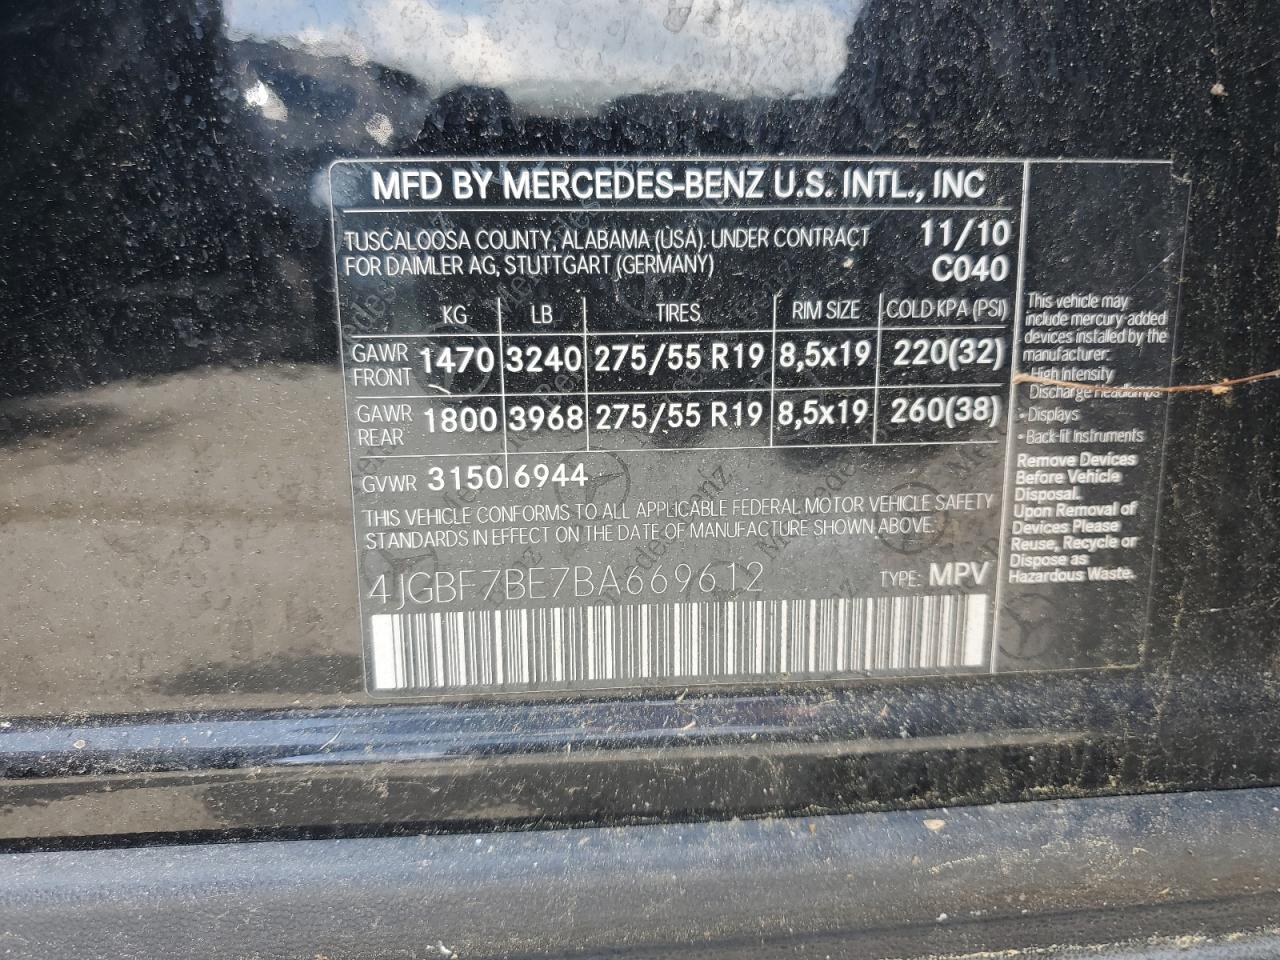 MFD BY MERCEDES-BENZ U.S. INTL., INC
TUSCALOOSA COUNTY, ALABAMA (USA). UNDER CONTRACT
FOR DAIMLER AG, STUTTGART (GERMANY)
11/10
C040
KG LB TIRES RIM SIZE COLD KPA (PSI)
GAWR
FRONT
1470 3240 275/55 R19 8,5x19 220(32)
GAWR
REAR
1800 3968 275/55 R19 8,5x19 260(38)
GVWR 3150 6944
THIS VEHICLE CONFORMS TO ALL APPLICABLE FEDERAL MOTOR VEHICLE SAFETY
STANDARDS IN EFFECT ON THE DATE OF MANUFACTURE SHOWN ABOVE.
4JGBF7BE7BA669612 TYPE: MPV
This vehicle may
include mercury-added
devices installed by the
manufacturer:
- High Intensity
Discharge Headlamps
• Displays
• Back-lit Instruments
Remove Devices
Before Vehicle
Disposal.
Upon Removal of
Devices Please
Reuse, Recycle or
Dispose as
Hazardous Waste.